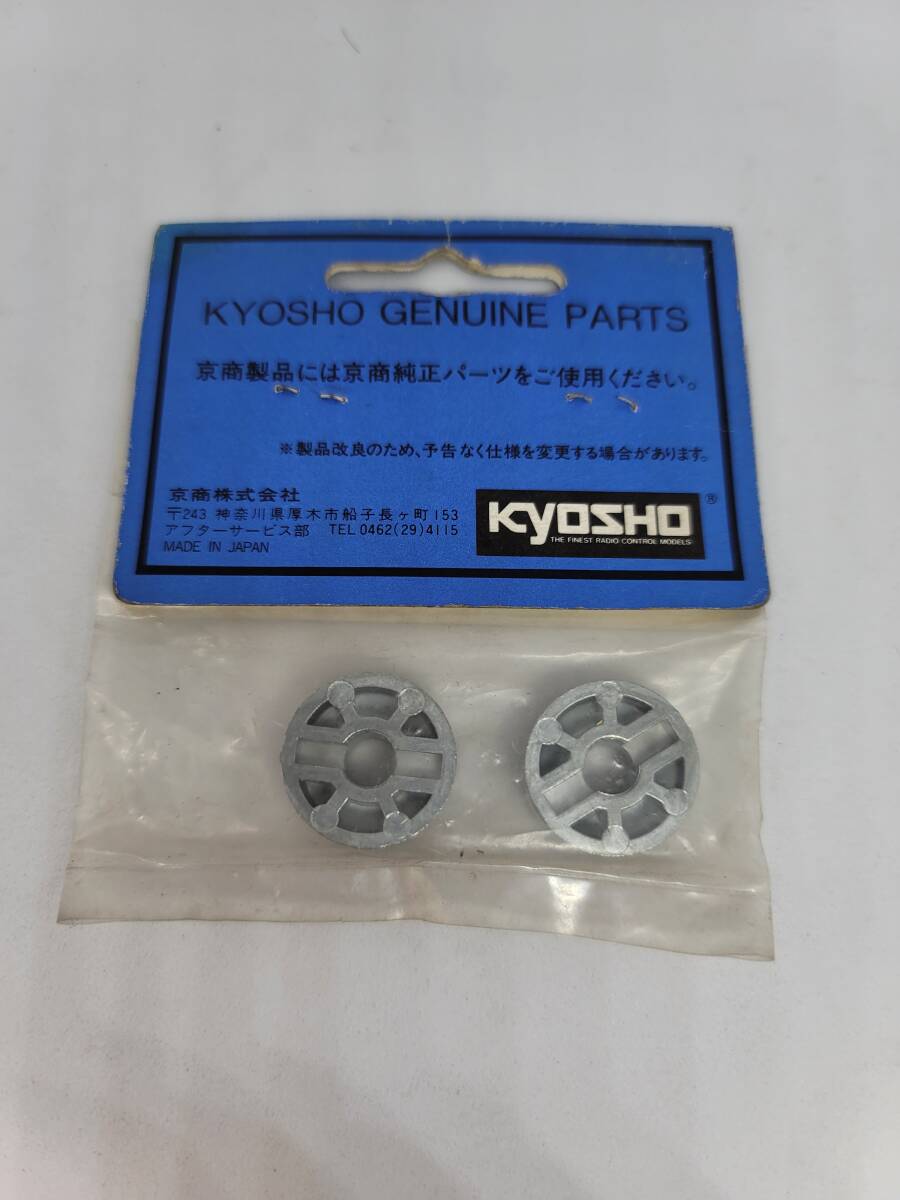 KYOSHO GENUINE PARTS
京商製品には京商純正パーツをご使用ください。
※製品改良のため、予告なく仕様を変更する場合があります。
京商株式会社
〒243 神奈川県厚木市船子長ヶ町153
アフターサービス部 TEL 0462(29)4115
MADE IN JAPAN
KYOSHO ®
THE FINEST RADIO CONTROL MODELS